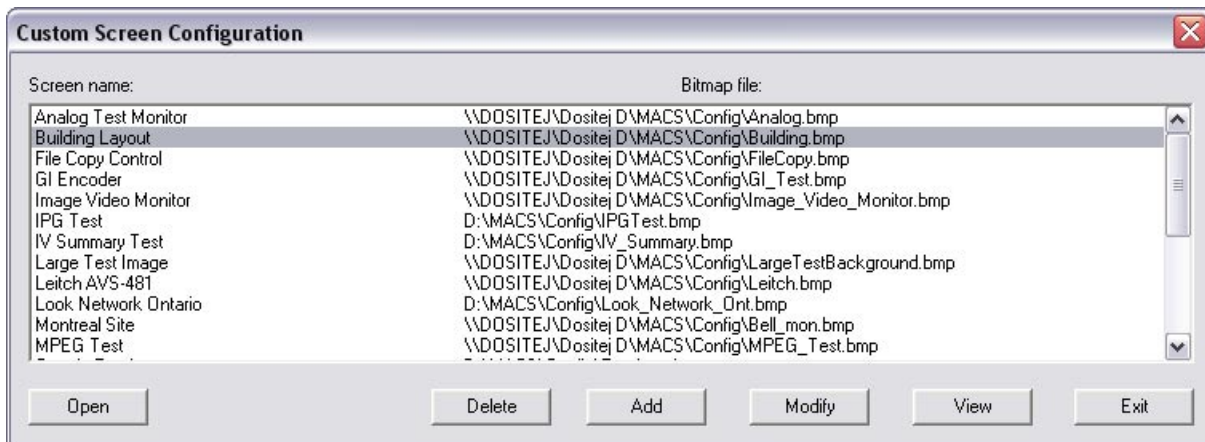 Custom Screen Configuration
Screen name: Bitmap file:
Analog Test Monitor \\DOSITEJ\Dositej D\MACS\Config\Analog.bmp
Building Layout \\DOSITEJ\Dositej D\MACS\Config\Building.bmp
File Copy Control \\DOSITEJ\Dositej D\MACS\Config\FileCopy.bmp
GI Encoder \\DOSITEJ\Dositej D\MACS\Config\GI_Test.bmp
Image Video Monitor \\DOSITEJ\Dositej D\MACS\Config\Image_Video_Monitor.bmp
IPG Test D:\MACS\Config\IPGTest.bmp
IV Summary Test D:\MACS\Config\IV_Summary.bmp
Large Test Image \\DOSITEJ\Dositej D\MACS\Config\LargeTestBackground.bmp
Leitch AVS-481 \\DOSITEJ\Dositej D\MACS\Config\Leitch.bmp
Look Network Ontario D:\MACS\Config\Look_Network_Ont.bmp
Montreal Site \\DOSITEJ\Dositej D\MACS\Config\Bell_mon.bmp
MPEG Test \\DOSITEJ\Dositej D\MACS\Config\MPEG_Test.bmp
Open Delete Add Modify View Exit